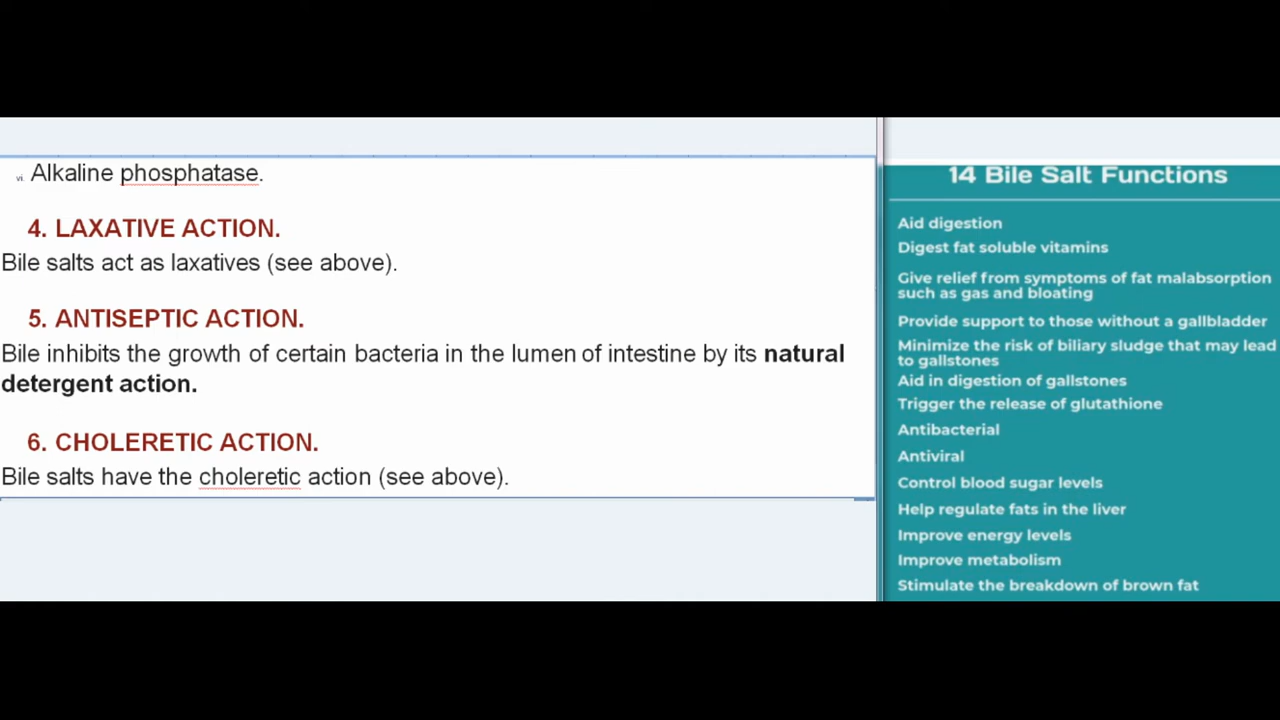 vi. Alkaline phosphatase.
4. LAXATIVE ACTION.
Bile salts act as laxatives (see above).
5. ANTISEPTIC ACTION.
Bile inhibits the growth of certain bacteria in the lumen of intestine by its natural
detergent action.
6. CHOLERETIC ACTION.
Bile salts have the choleretic action (see above).
14 Bile Salt Functions
Aid digestion
Digest fat soluble vitamins
Give relief from symptoms of fat malabsorption
such as gas and bloating
Provide support to those without a gallbladder
Minimize the risk of biliary sludge that may lead
to gallstones
Aid in digestion of gallstones
Trigger the release of glutathione
Antibacterial
Antiviral
Control blood sugar levels
Help regulate fats in the liver
Improve energy levels
Improve metabolism
Stimulate the breakdown of brown fat